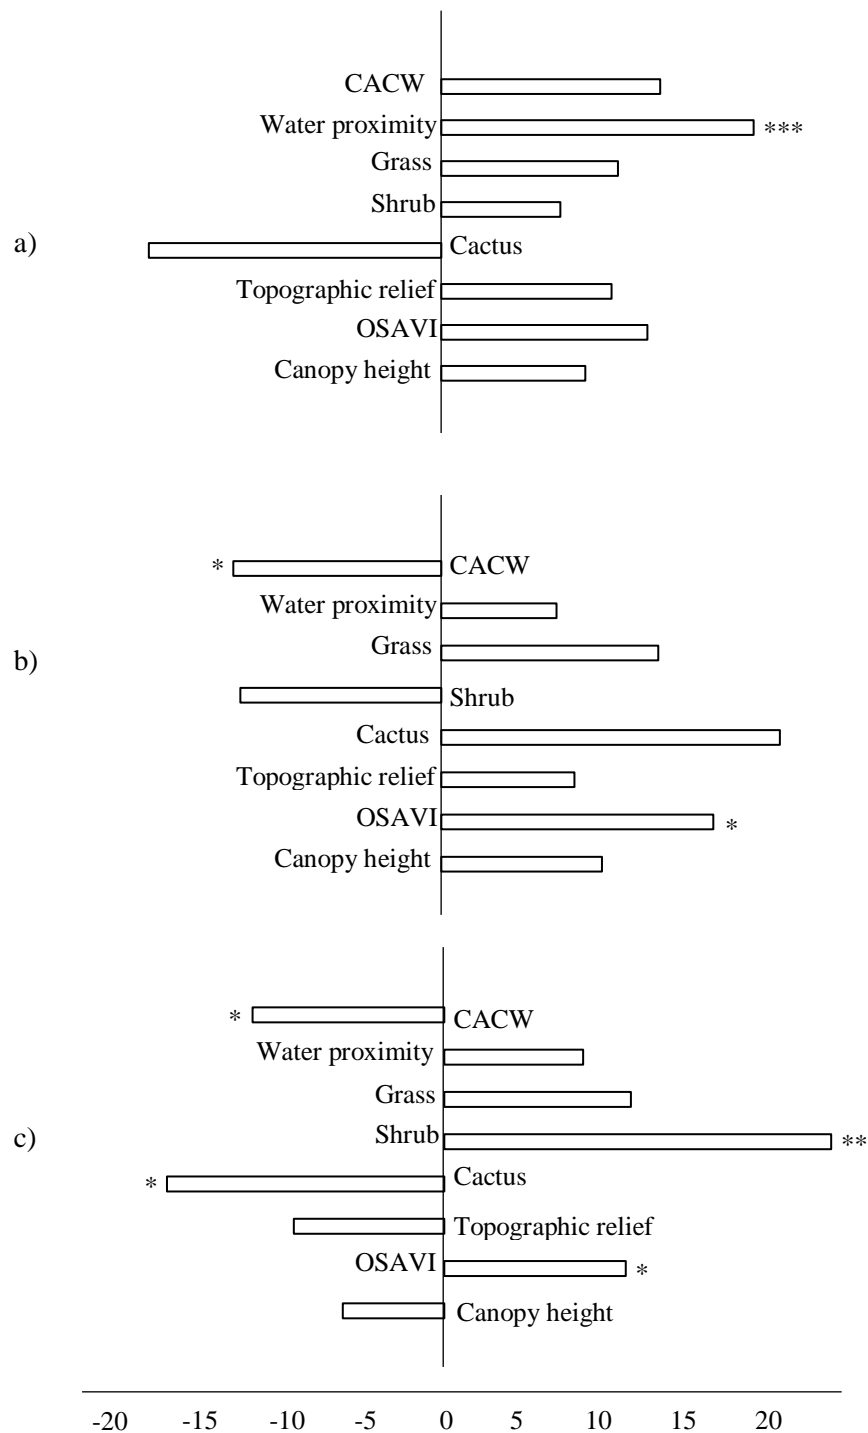 CACW
Water proximity ***
Grass
Shrub
a)
Cactus
Topographic relief
OSAVI
Canopy height
* CACW
Water proximity
Grass
b)
Shrub
Cactus
Topographic relief
OSAVI *
Canopy height
* CACW
Water proximity
Grass
c) Shrub **
* Cactus
Topographic relief
OSAVI *
Canopy height
-20 -15 -10 -5 0 5 10 15 20